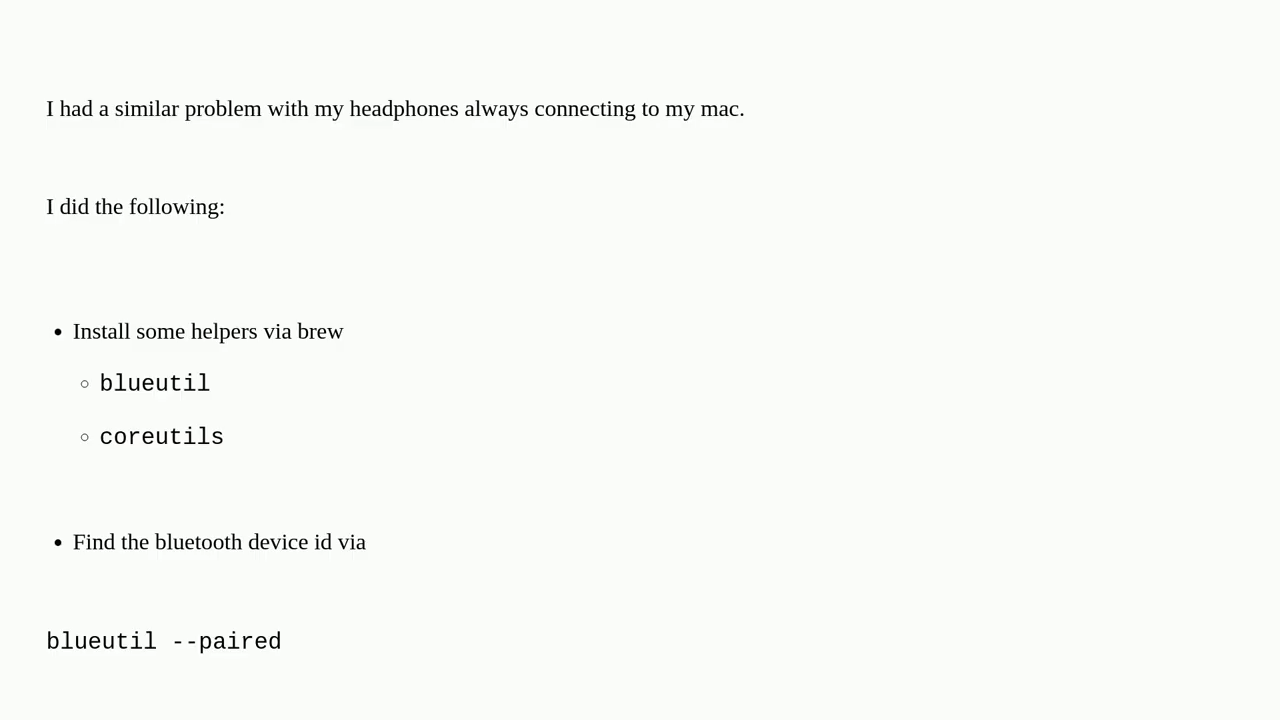 I had a similar problem with my headphones always connecting to my mac.
I did the following:
• Install some helpers via brew
◦ blueutil
◦ coreutils
• Find the bluetooth device id via
blueutil --paired